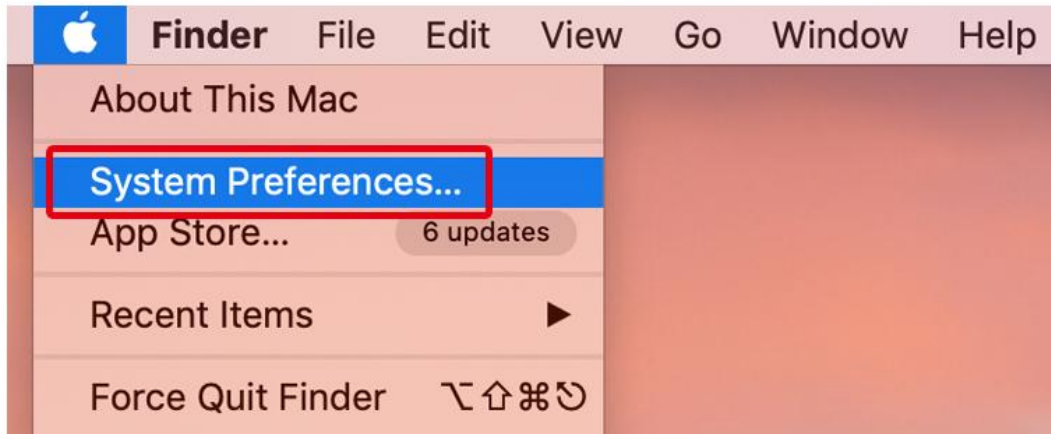 Finder File Edit View Go Window Help
About This Mac
System Preferences...
App Store... 6 updates
Recent Items ▶
Force Quit Finder ⌥⇧⌘⎋